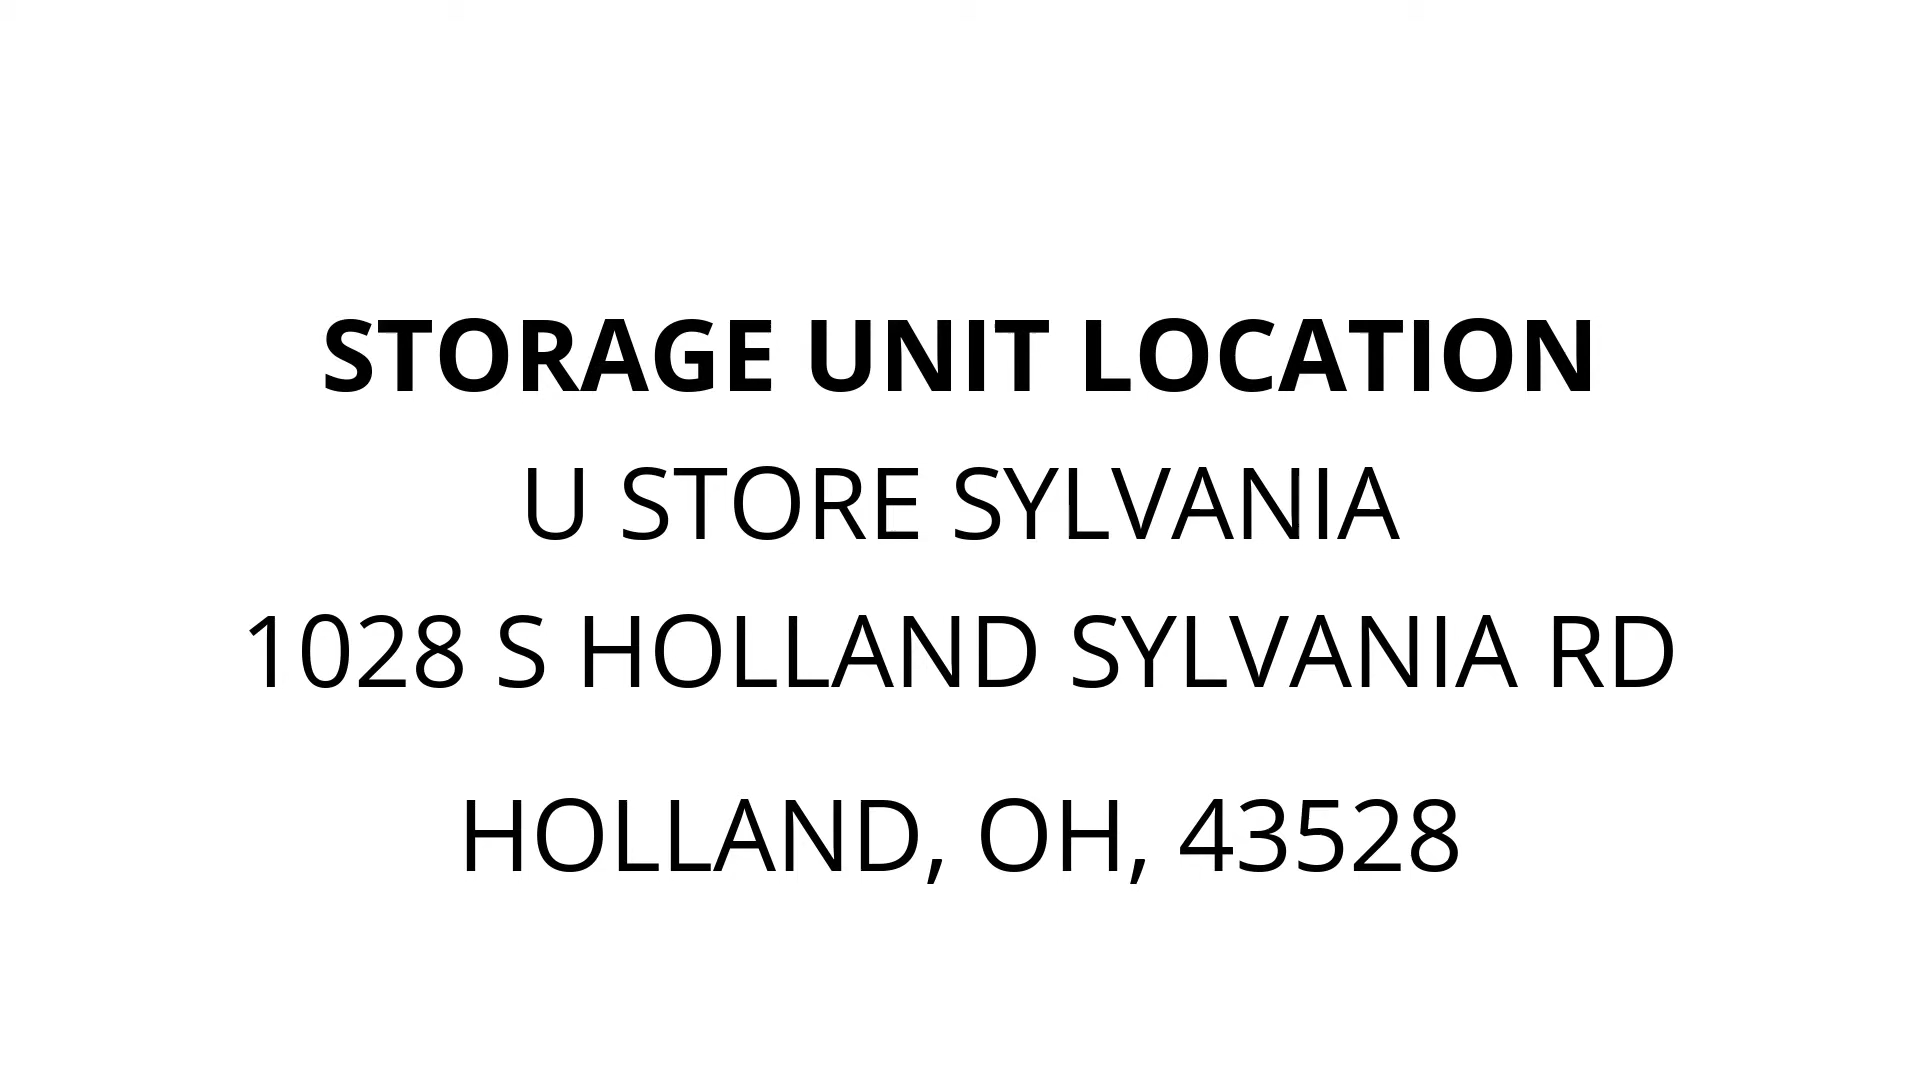 STORAGE UNIT LOCATION
U STORE SYLVANIA
1028 S HOLLAND SYLVANIA RD
HOLLAND, OH, 43528